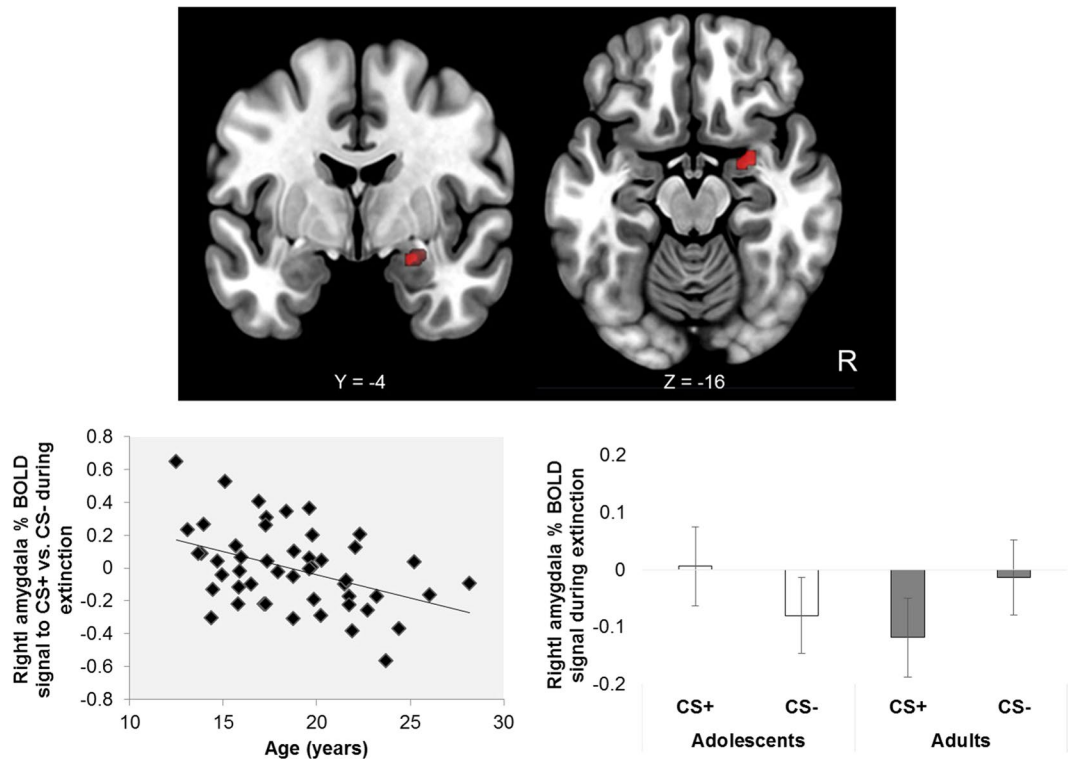 R
Y = -4
Z = -16
Rightl amygdala % BOLD
signal to CS+ vs. CS- during
extinction
0.8
0.6
0.4
0.2
0
-0.2
-0.4
-0.6
-0.8
10
15
20
25
30
Age (years)
Rightl amygdala % BOLD
signal during extinction
0.2
0.1
0
-0.1
-0.2
CS+
CS-
CS+
CS-
Adolescents
Adults